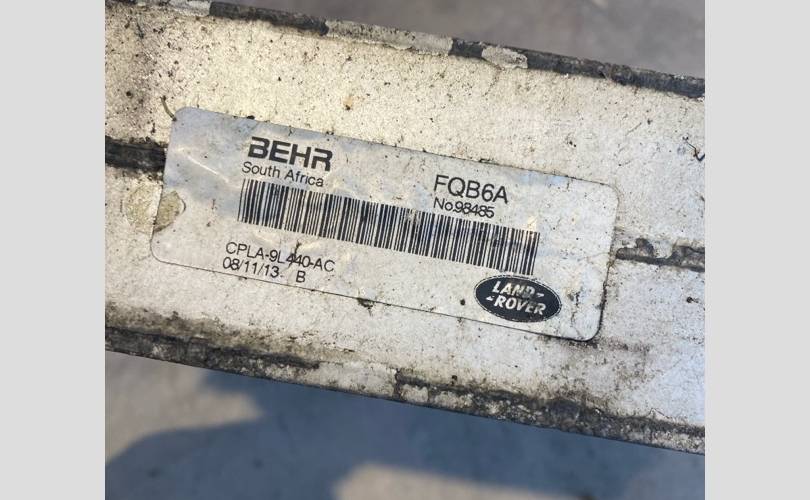 BEHR
South Africa
FQB6A
No.98485
CPLA-9L440-AC
08/11/13- B
LAND-
-ROVER